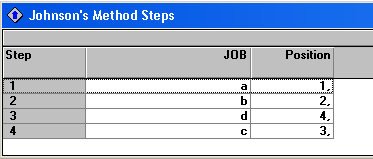 Johnson's Method Steps
Step JOB Position
1 a 1,
2 b 2,
3 d 4,
4 c 3,